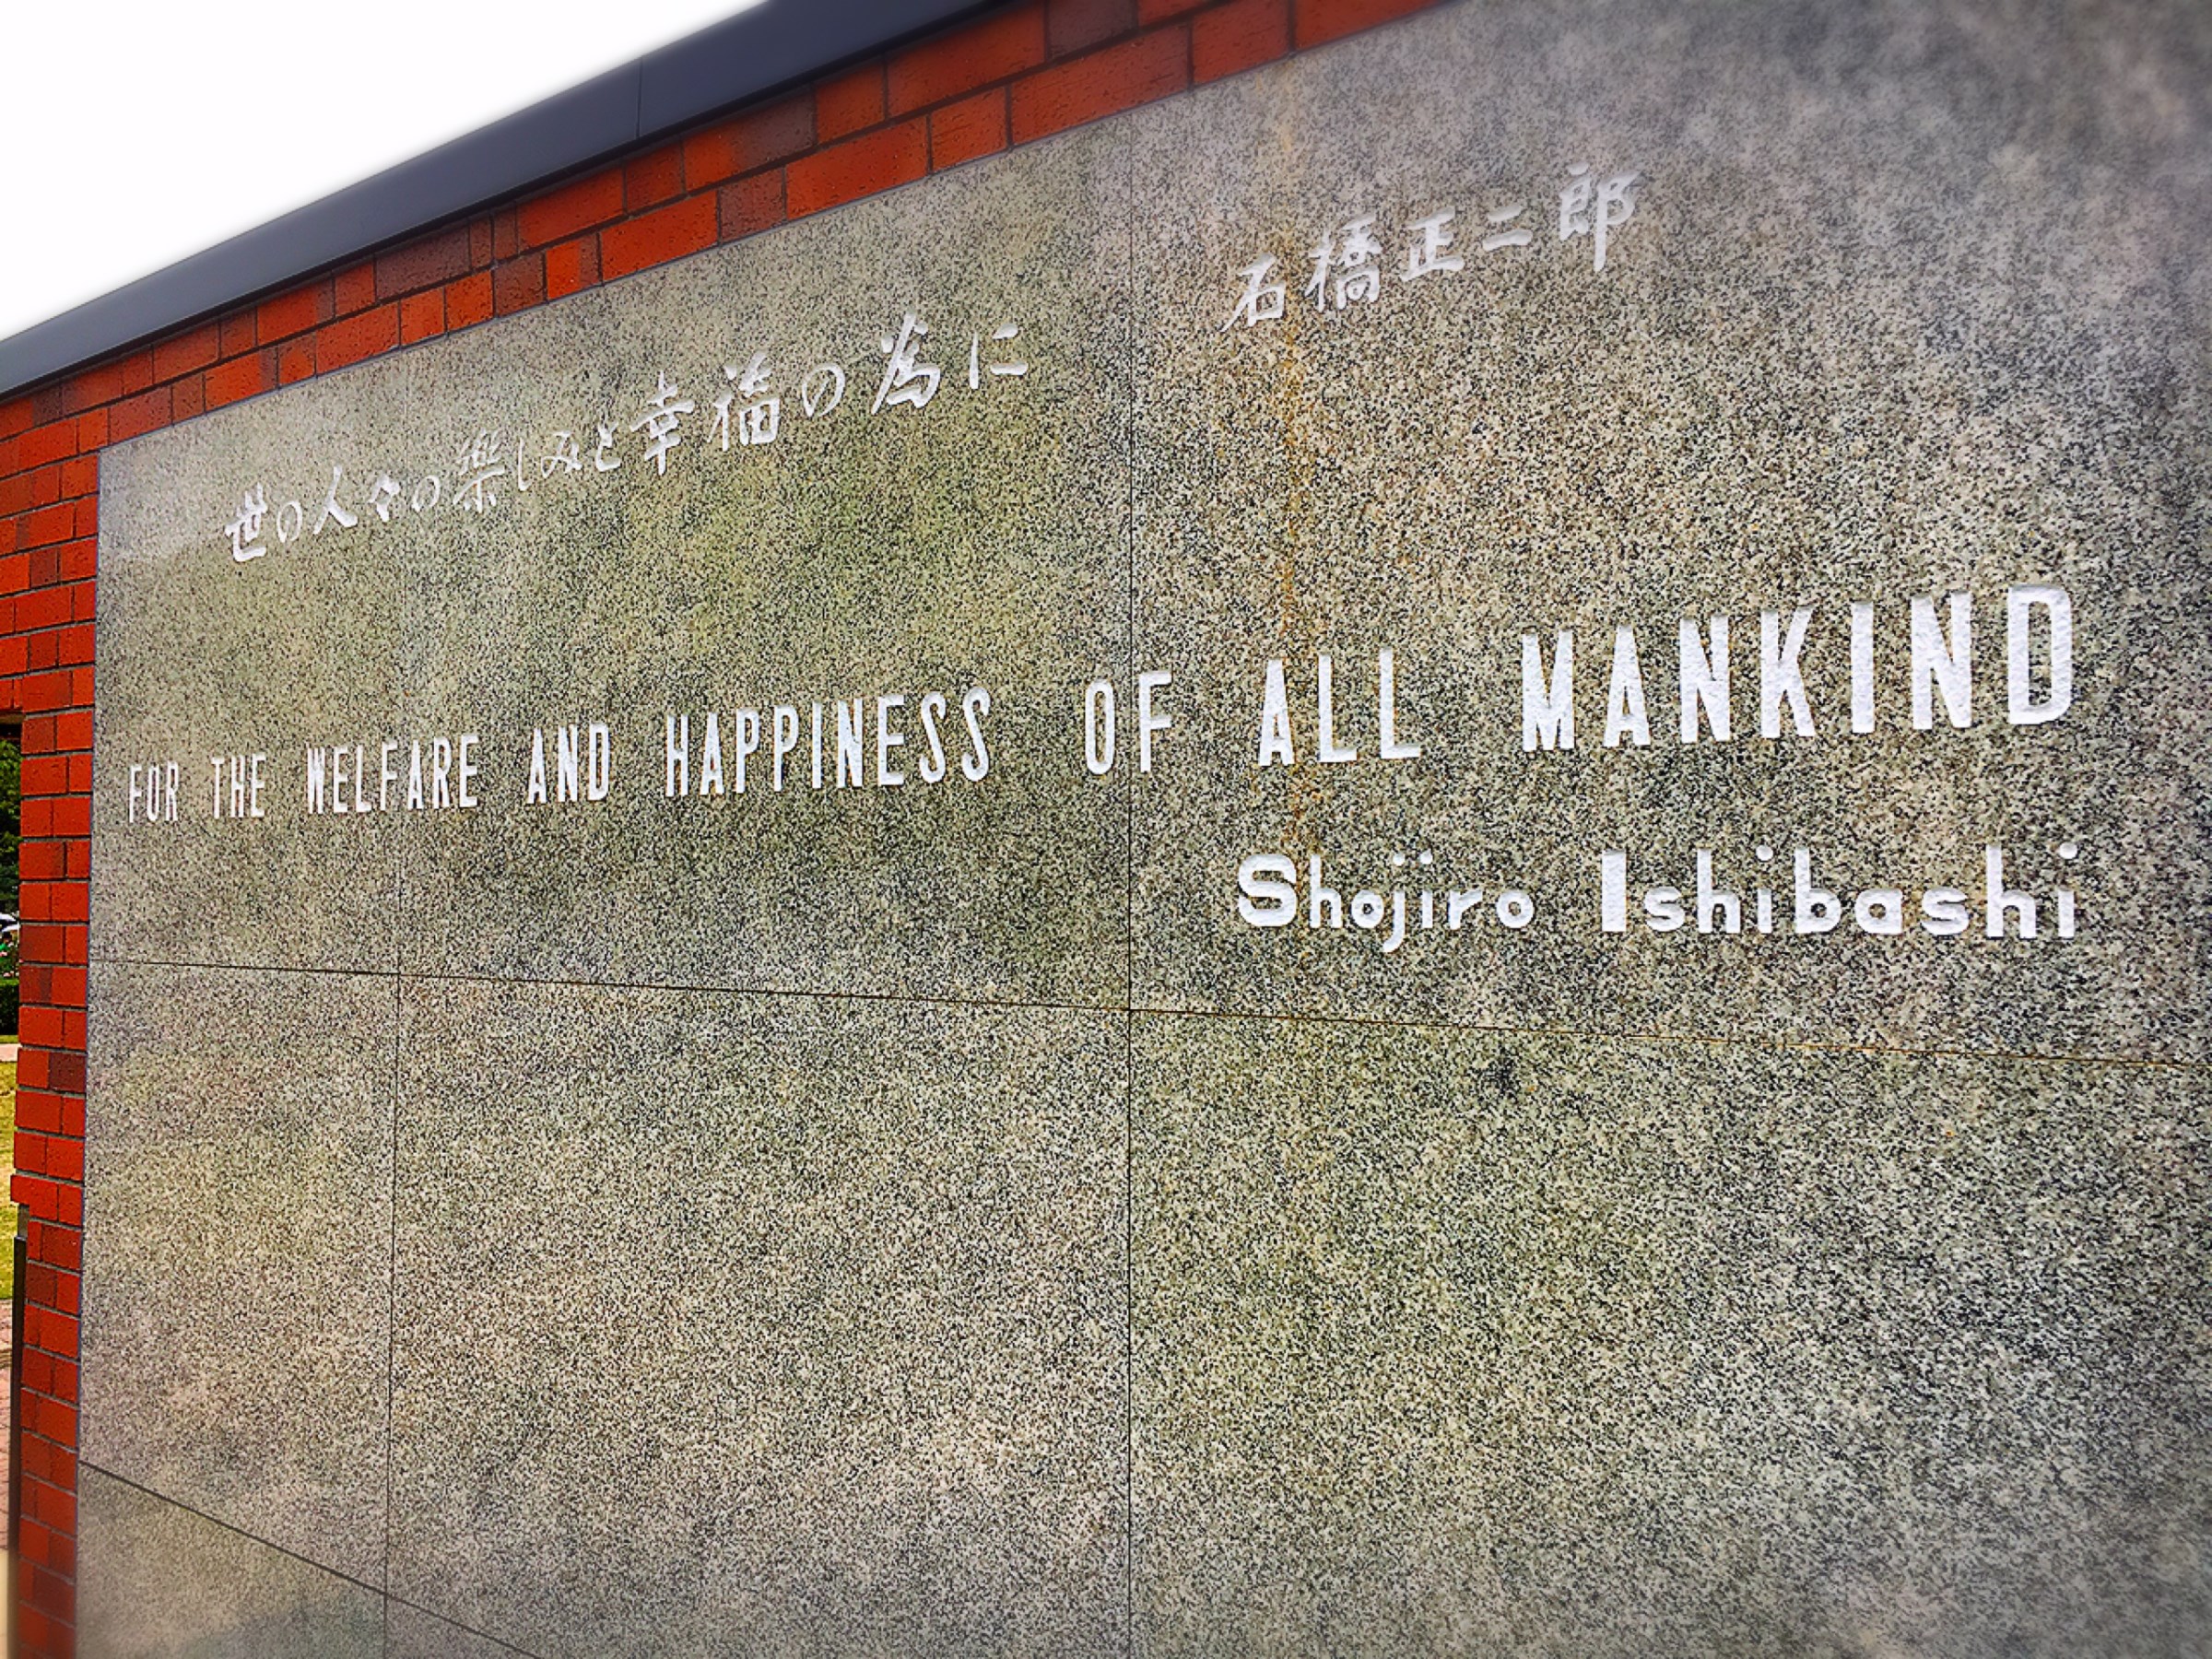 世の人々の楽しみと幸福の為に
石橋正二郎
FOR THE WELFARE AND HAPPINESS OF ALL MANKIND
Shojiro Ishibashi